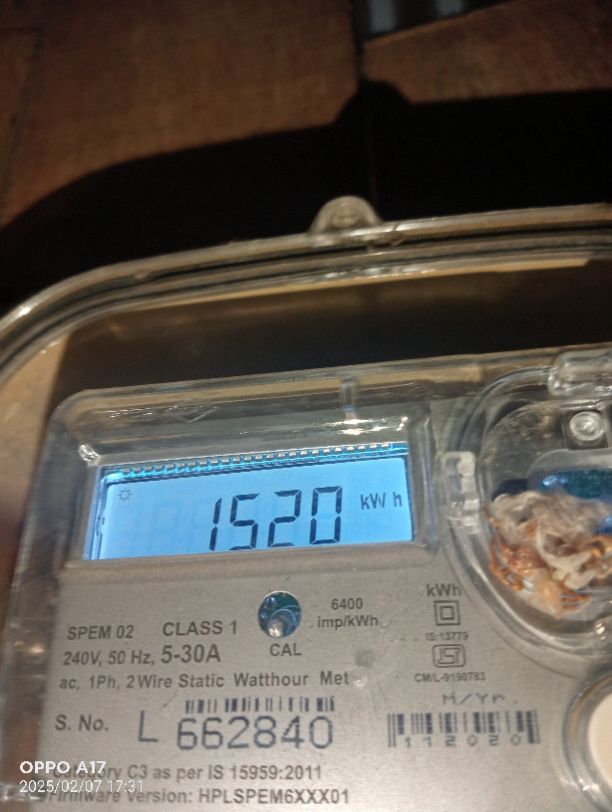 1520 kW h
kWh
SPEM 02 CLASS 1
6400
imp/kWh
IS:13779
240V, 50 Hz, 5-30A
CAL
ISI
CM/L-9190783
ac, 1Ph, 2 Wire Static Watthour Met
M/Yr.
S. No. L 662840
112020
C3 as per IS 15959:2011
Firmware Version: HPLSPEM6XXX01
OPPO A17
2025/02/07 17:31